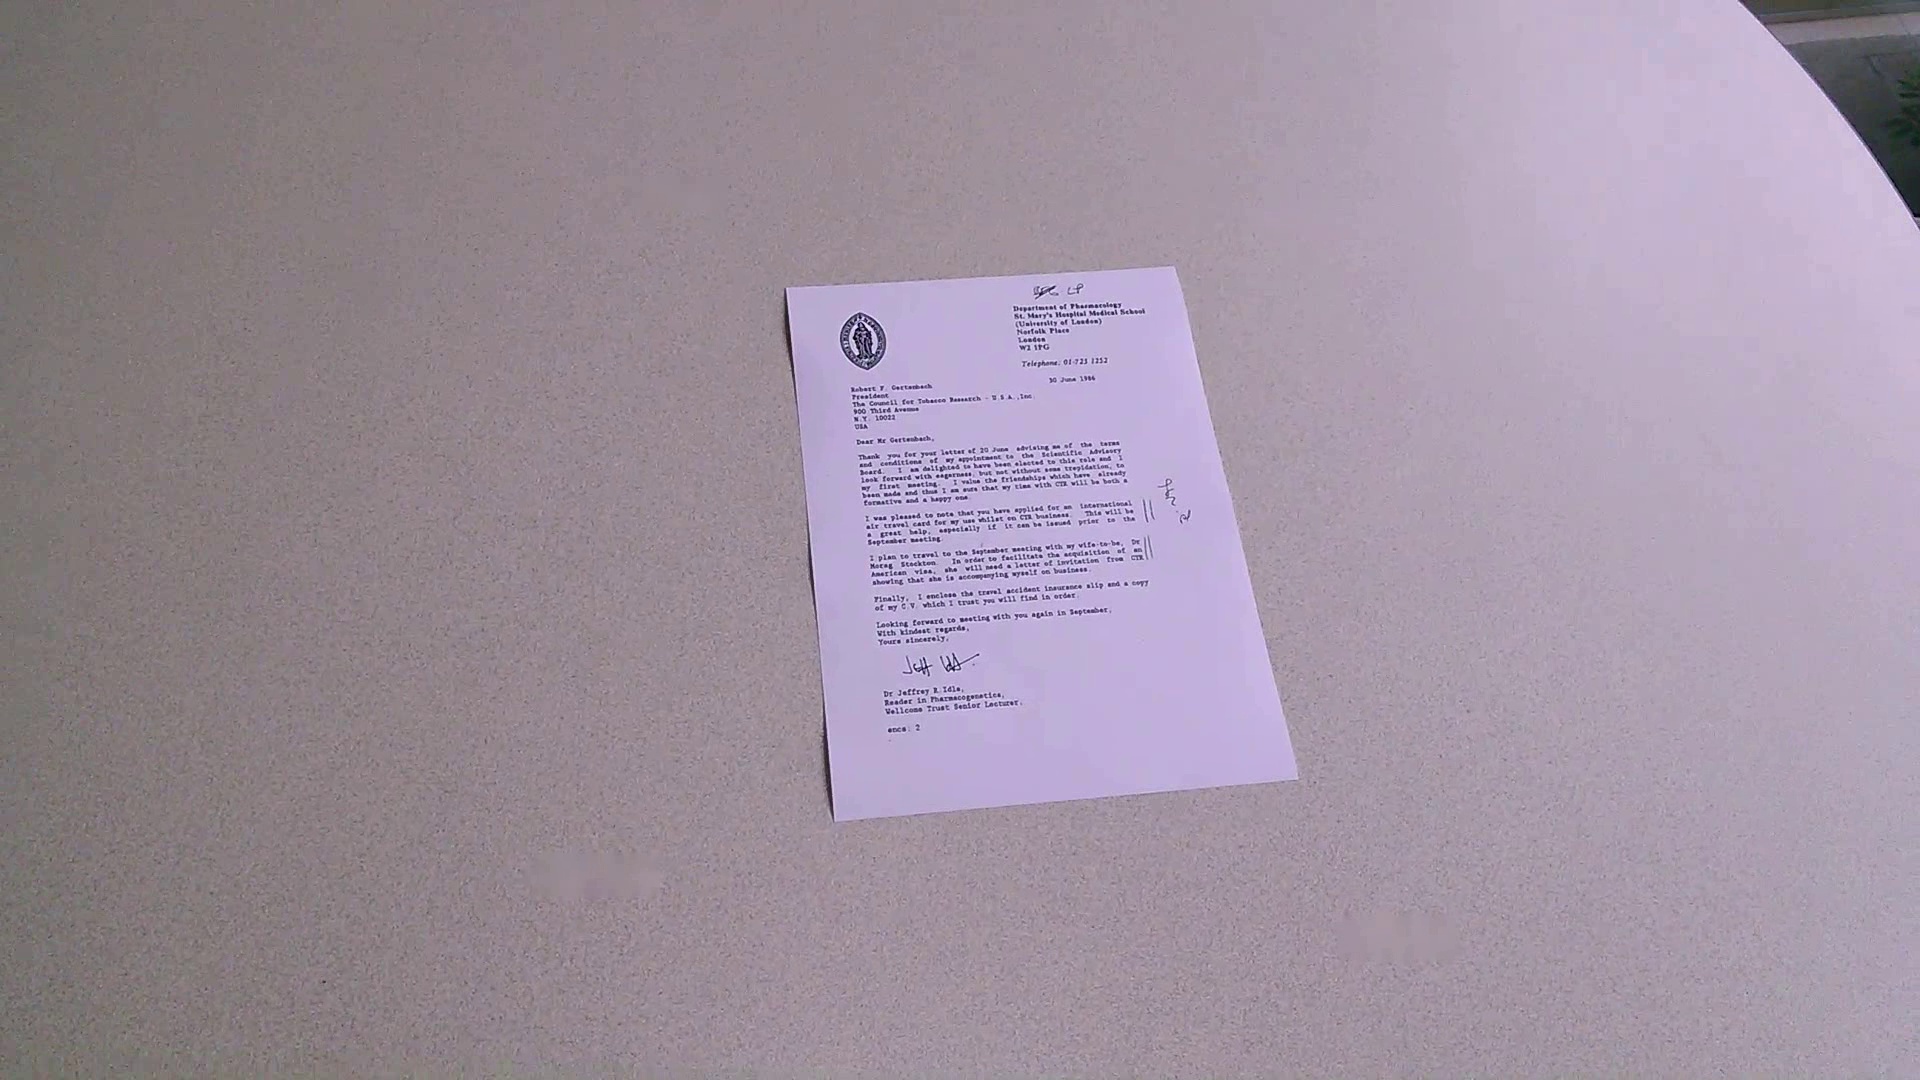 LP
Department of Pharmacology
St. Mary's Hospital Medical School
(University of London)
Norfolk Place
London
W2 1PG
Telephone: 01-723 1252
30 June 1986
Robert F. Gertenbach
President
The Council for Tobacco Research - U.S.A.,Inc.
900 Third Avenue
N.Y. 10022
USA
Dear Mr Gertenbach,
Thank you for your letter of 20 June advising me of the terms
and conditions of my appointment to the Scientific Advisory
Board. I am delighted to have been elected to this role and I
look forward with eagerness, but not without some trepidation, to
my first meeting. I value the friendships which have already
been made and thus I am sure that my time with CTR will be both a
formative and a happy one.
I was pleased to note that you have applied for an international
air travel card for my use whilst on CTR business. This will be
a great help, especially if it can be issued prior to the
September meeting.
I plan to travel to the September meeting with my wife-to-be, Dr
Morag Stockton. In order to facilitate the acquisition of an
American visa, she will need a letter of invitation from CTR
showing that she is accompanying myself on business.
Finally, I enclose the travel accident insurance slip and a copy
of my C.V. which I trust you will find in order.
Looking forward to meeting with you again in September,
With kindest regards,
Yours sincerely,
Dr Jeffrey R.Idle,
Reader in Pharmacogenetics,
Wellcome Trust Senior Lecturer.
encs: 2